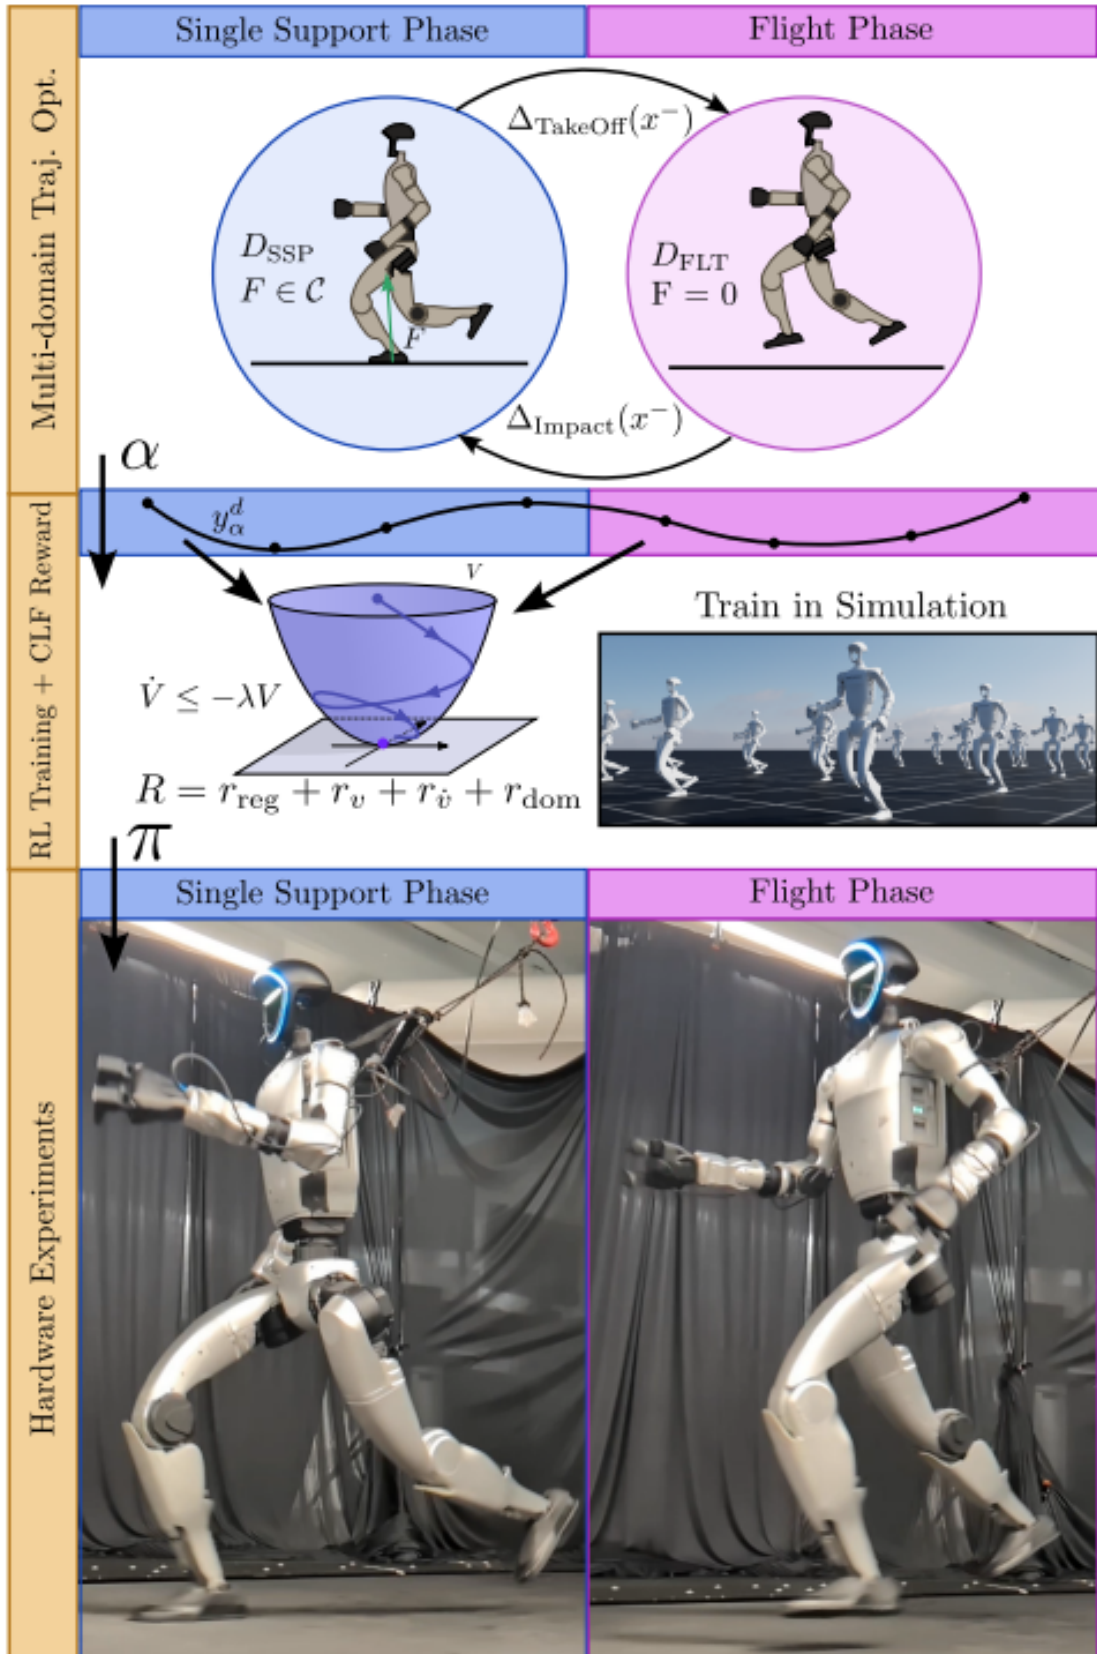 Single Support Phase
Flight Phase
Multi-domain Traj. Opt.
Δ_TakeOff(x⁻)
D_SSP
F ∈ 𝒞
F
D_FLT
F = 0
Δ_Impact(x⁻)
α
RL Training + CLF Reward
y_α^d
V
V̇ ≤ −λV
R = r_reg + r_v + r_v̇ + r_dom
Train in Simulation
π
Single Support Phase
Flight Phase
Hardware Experiments